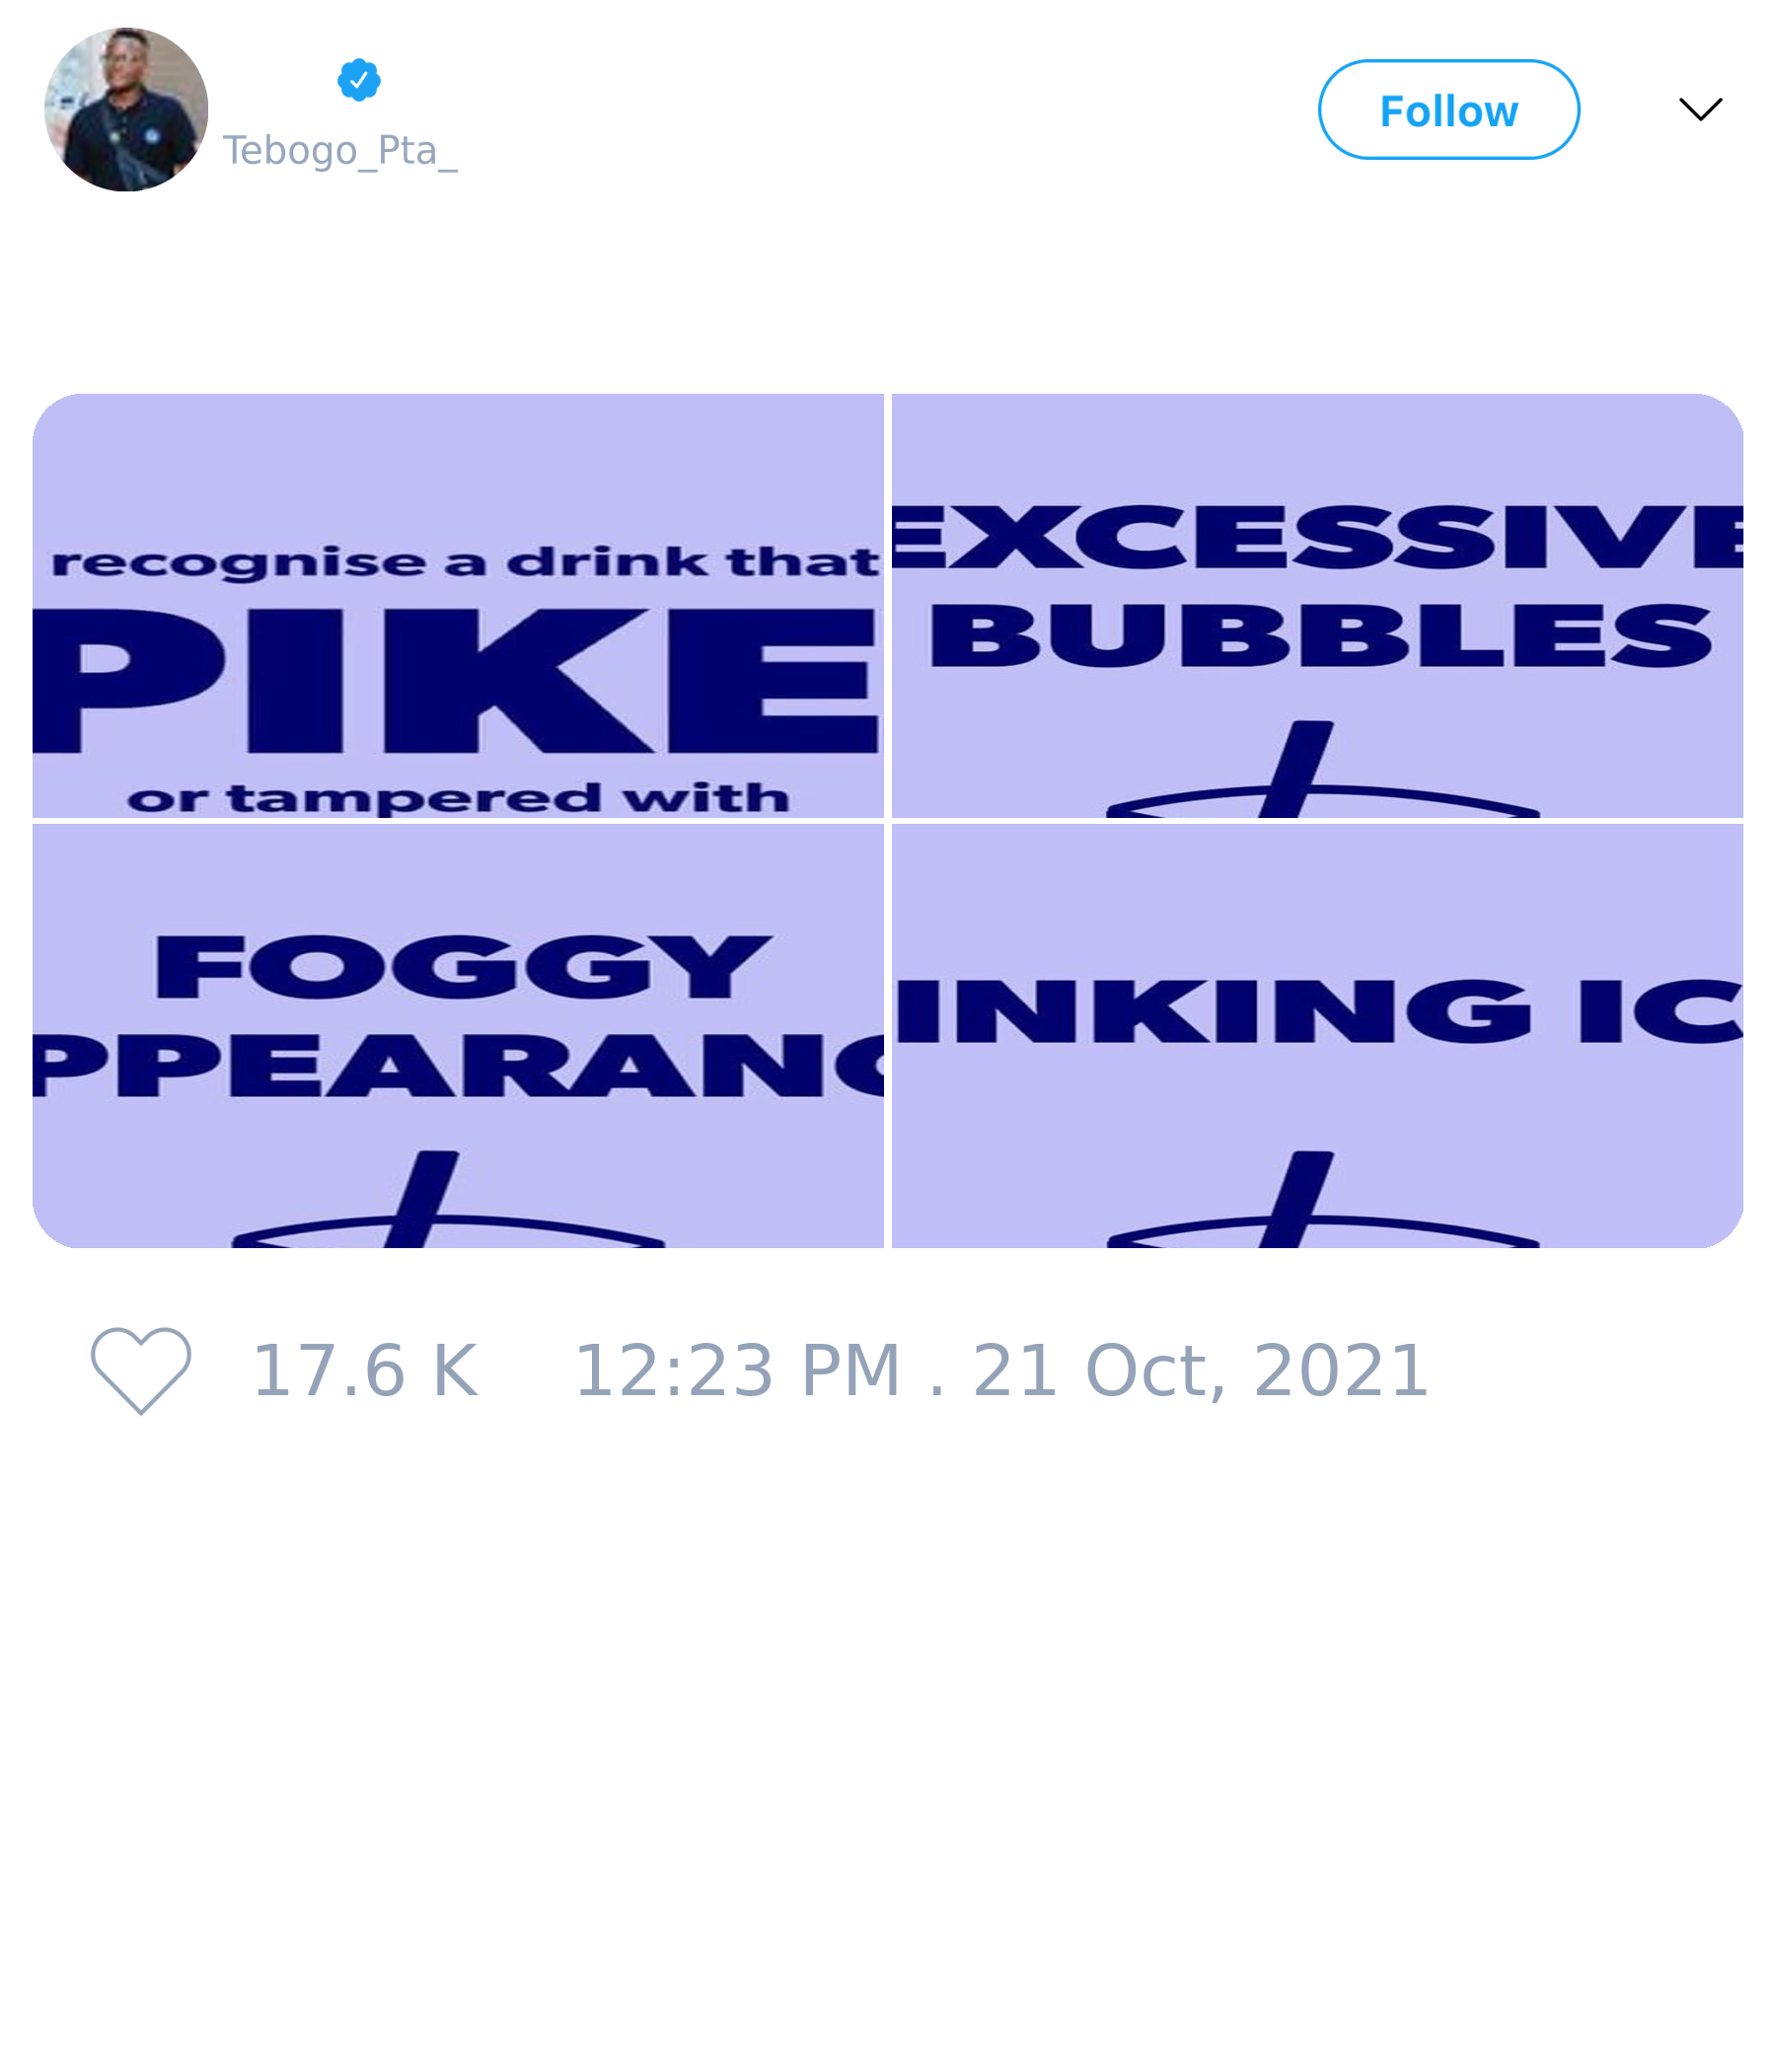 Tebogo_Pta_
Follow
recognise a drink that
PIKE
or tampered with
EXCESSIVE
BUBBLES
FOGGY
PPEARANC
INKING IC
17.6 K 12:23 PM . 21 Oct, 2021